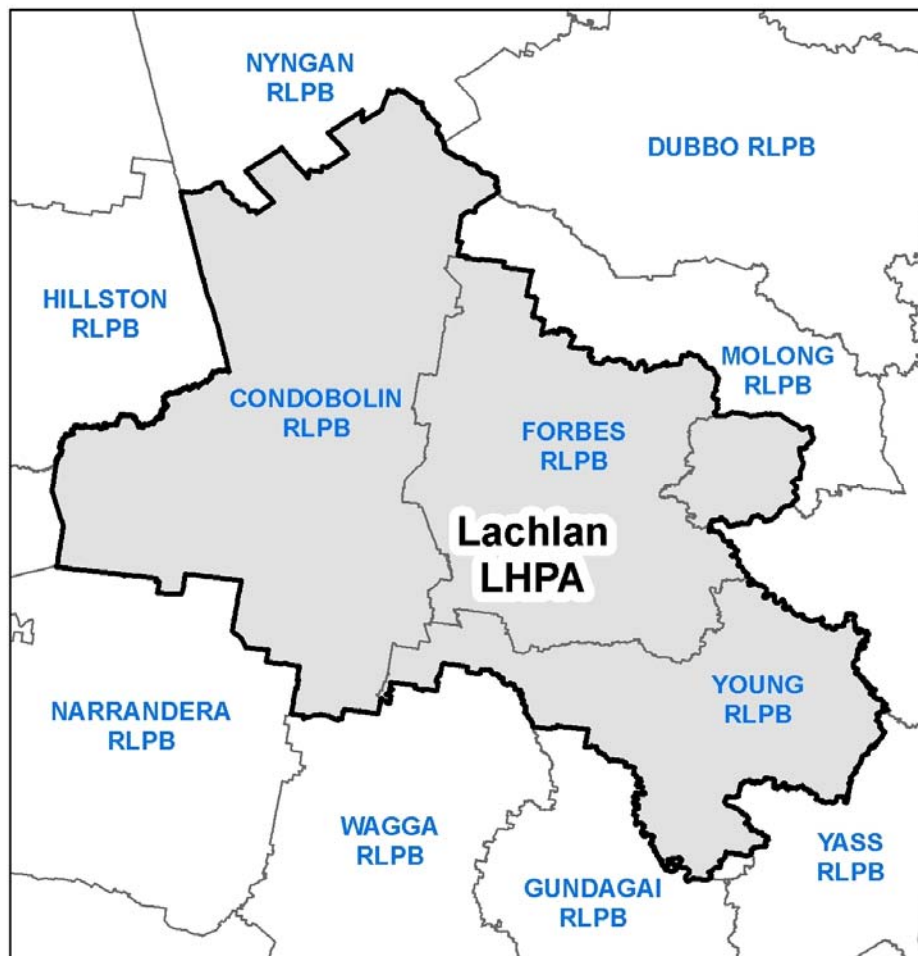 NYNGAN
RLPB
DUBBO RLPB
HILLSTON
RLPB
MOLONG
RLPB
CONDOBOLIN
RLPB
FORBES
RLPB
Lachlan
LHPA
YOUNG
RLPB
NARRANDERA
RLPB
WAGGA
RLPB
YASS
RLPB
GUNDAGAI
RLPB